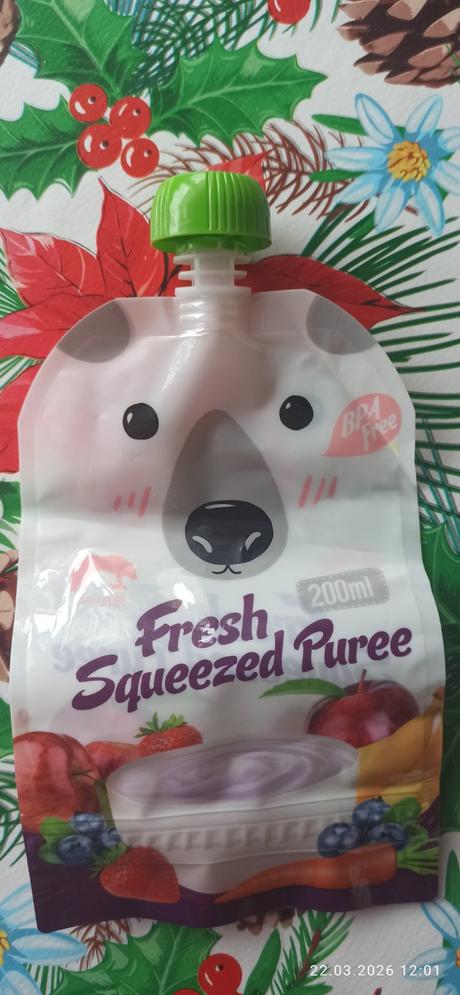 BPA
Free
200ml
Fresh
Squeezed Puree
22.03.2026 12:01